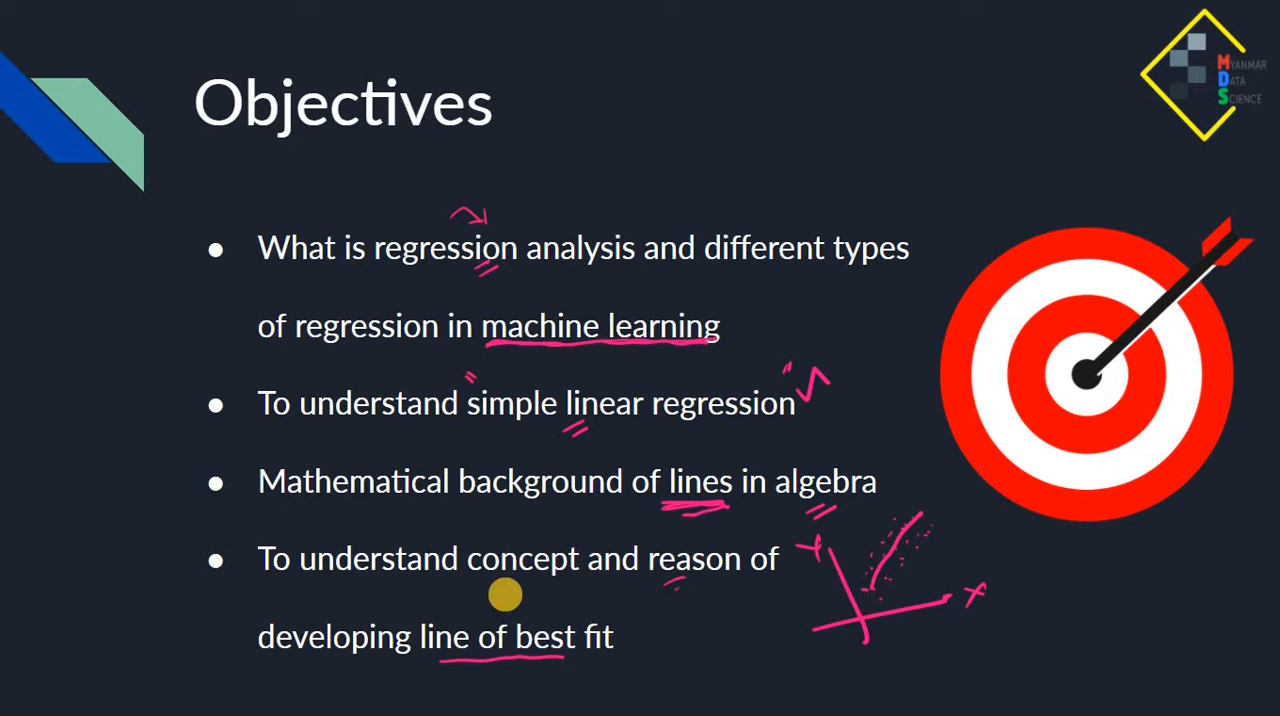 Objectives
MYANMAR
DATA
SCIENCE
● What is regression analysis and different types
of regression in machine learning
● To understand simple linear regression
● Mathematical background of lines in algebra
● To understand concept and reason of
developing line of best fit
Y
X